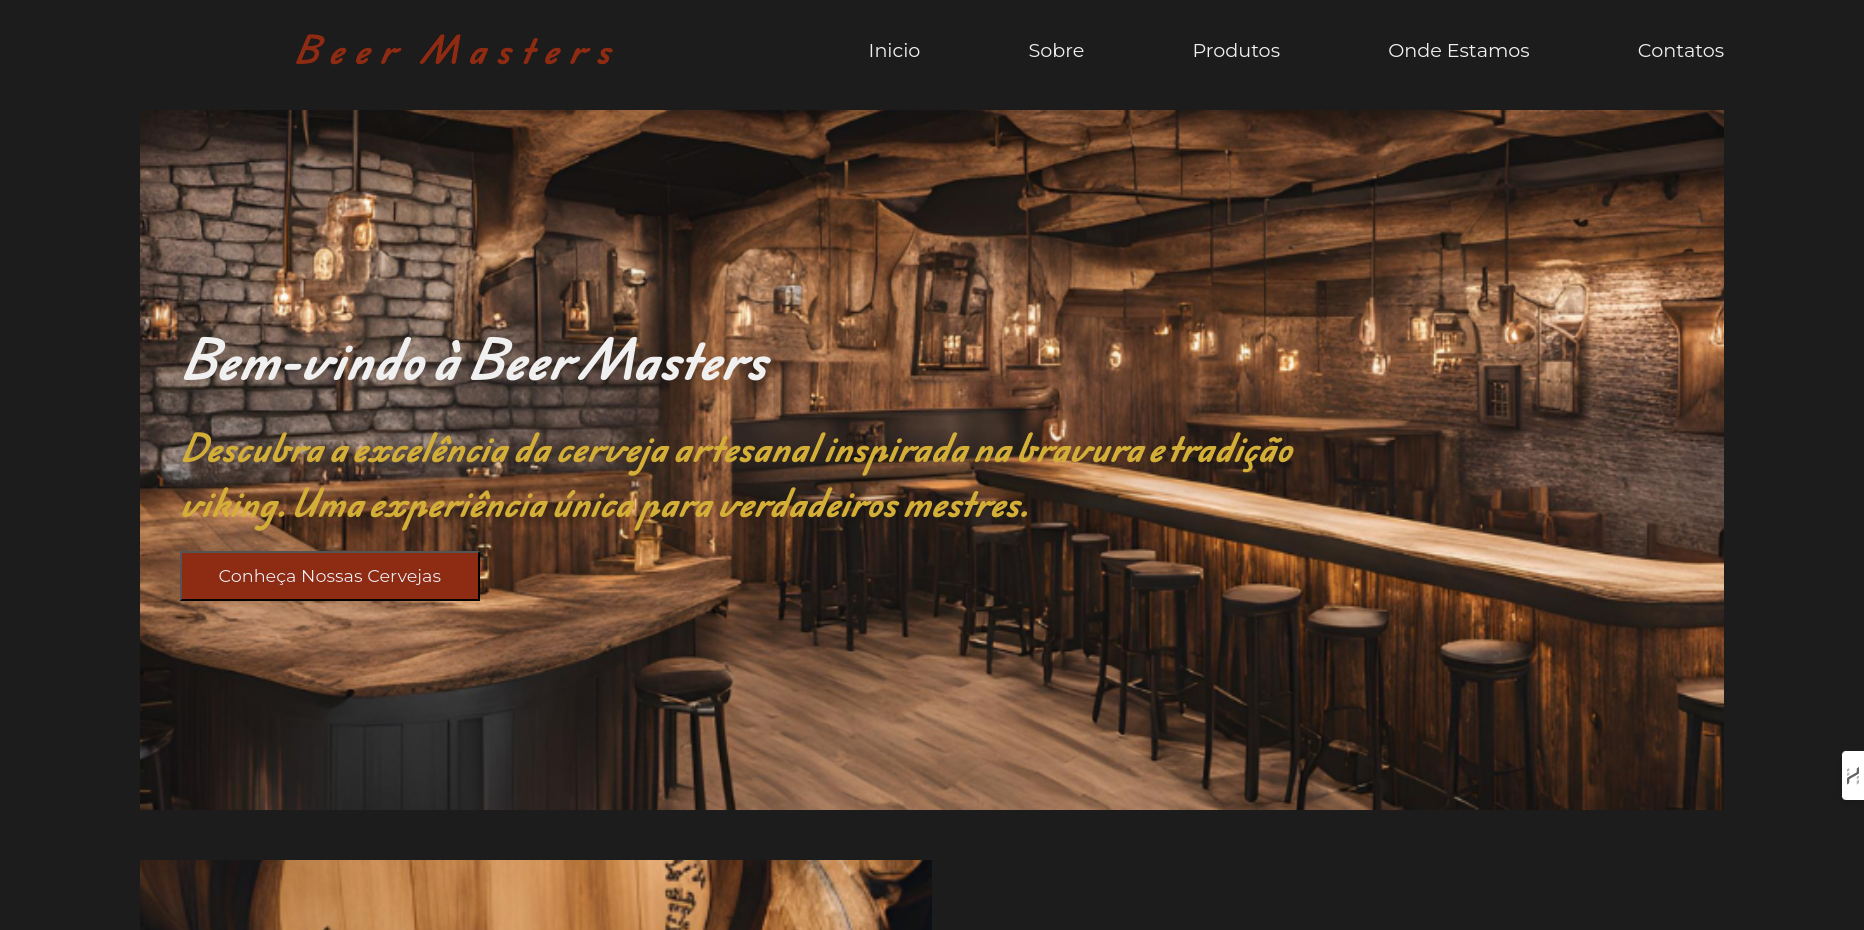 Beer Masters
Inicio
Sobre
Produtos
Onde Estamos
Contatos
Bem-vindo à Beer Masters
Descubra a excelência da cerveja artesanal inspirada na bravura e tradição
viking. Uma experiência única para verdadeiros mestres.
Conheça Nossas Cervejas